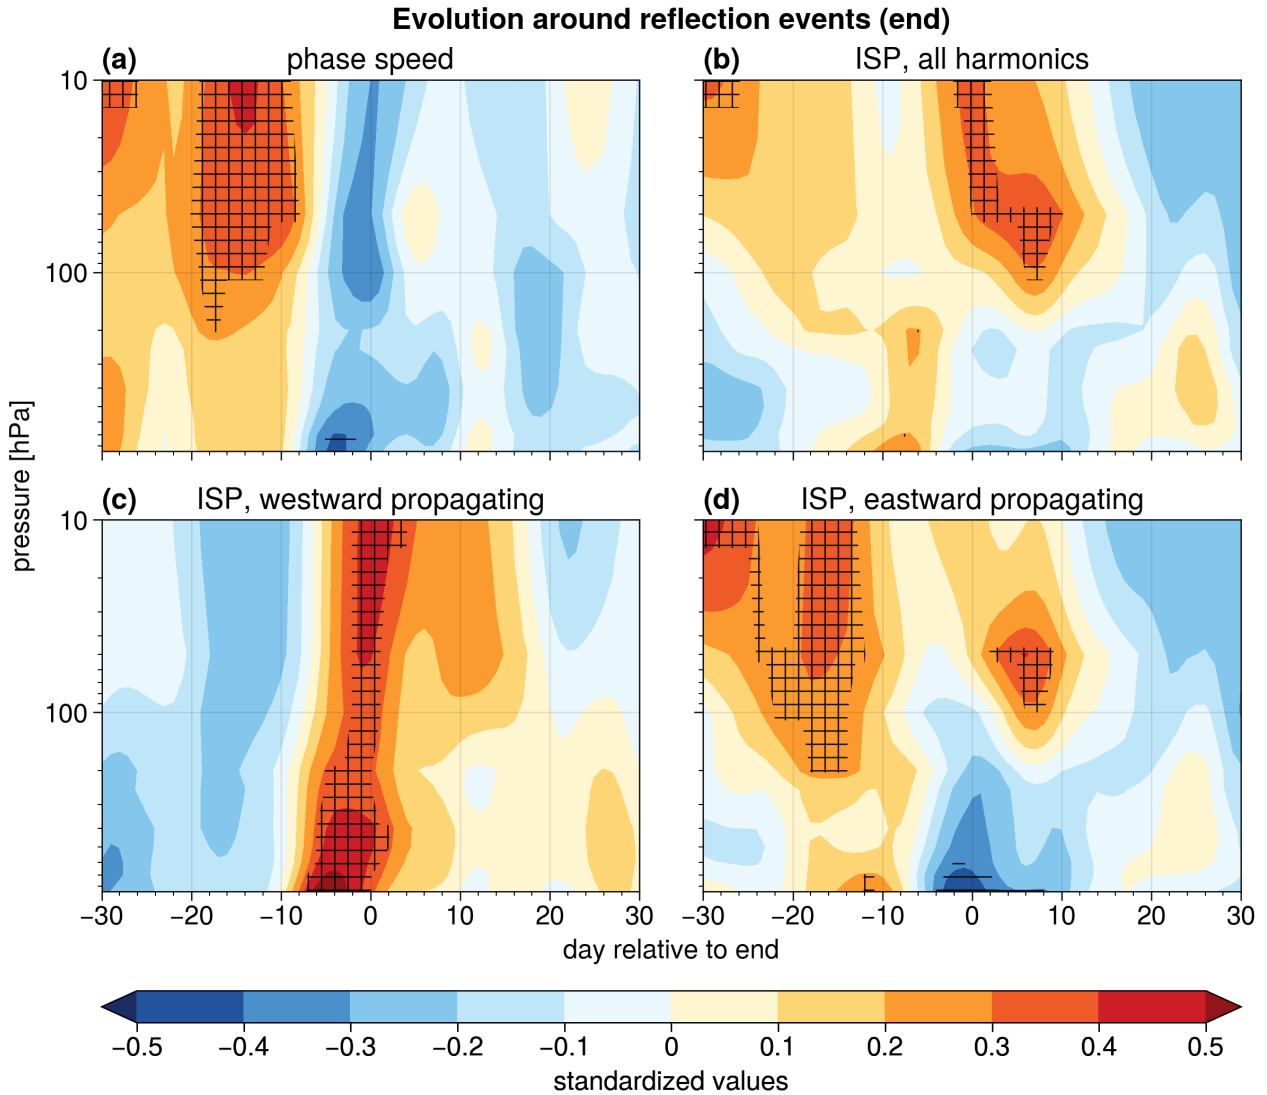 Evolution around reflection events (end)
(a) phase speed
(b) ISP, all harmonics
10
100
pressure [hPa]
(c) ISP, westward propagating
(d) ISP, eastward propagating
10
100
−30 −20 −10 0 10 20 30
−30 −20 −10 0 10 20 30
day relative to end
−0.5 −0.4 −0.3 −0.2 −0.1 0 0.1 0.2 0.3 0.4 0.5
standardized values